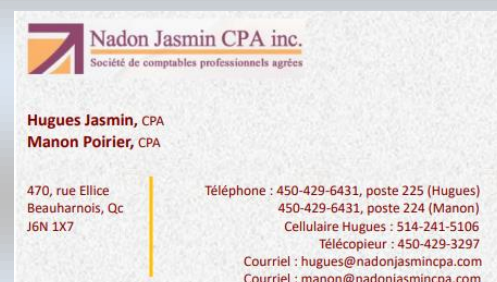 Nadon Jasmin CPA inc.
Société de comptables professionnels agrées
Hugues Jasmin, CPA
Manon Poirier, CPA
470, rue Ellice
Beauharnois, Qc
J6N 1X7
Téléphone : 450-429-6431, poste 225 (Hugues)
450-429-6431, poste 224 (Manon)
Cellulaire Hugues : 514-241-5106
Télécopieur : 450-429-3297
Courriel : hugues@nadonjasmincpa.com
Courriel : manon@nadonjasmincpa.com